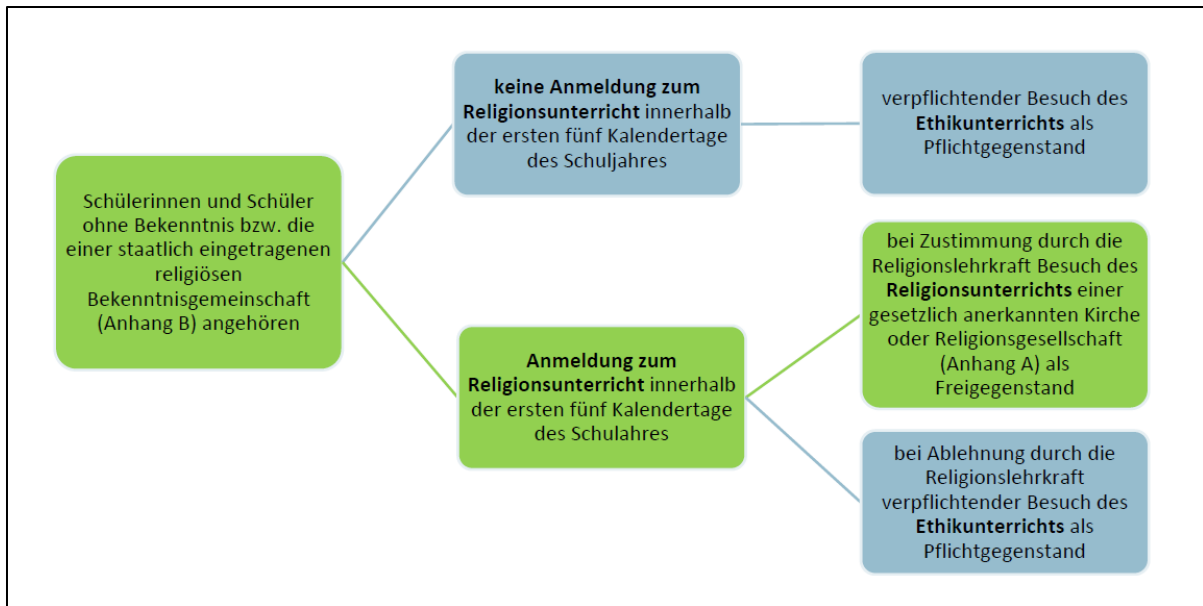 Schülerinnen und Schüler
ohne Bekenntnis bzw. die
einer staatlich eingetragenen
religiösen
Bekenntnisgemeinschaft
(Anhang B) angehören
keine Anmeldung zum
Religionsunterricht innerhalb
der ersten fünf Kalendertage
des Schuljahres
verpflichtender Besuch des
Ethikunterrichts als
Pflichtgegenstand
Anmeldung zum
Religionsunterricht innerhalb
der ersten fünf Kalendertage
des Schulahres
bei Zustimmung durch die
Religionslehrkraft Besuch des
Religionsunterrichts einer
gesetzlich anerkannten Kirche
oder Religionsgesellschaft
(Anhang A) als
Freigegenstand
bei Ablehnung durch die
Religionslehrkraft
verpflichtender Besuch des
Ethikunterrichts als
Pflichtgegenstand